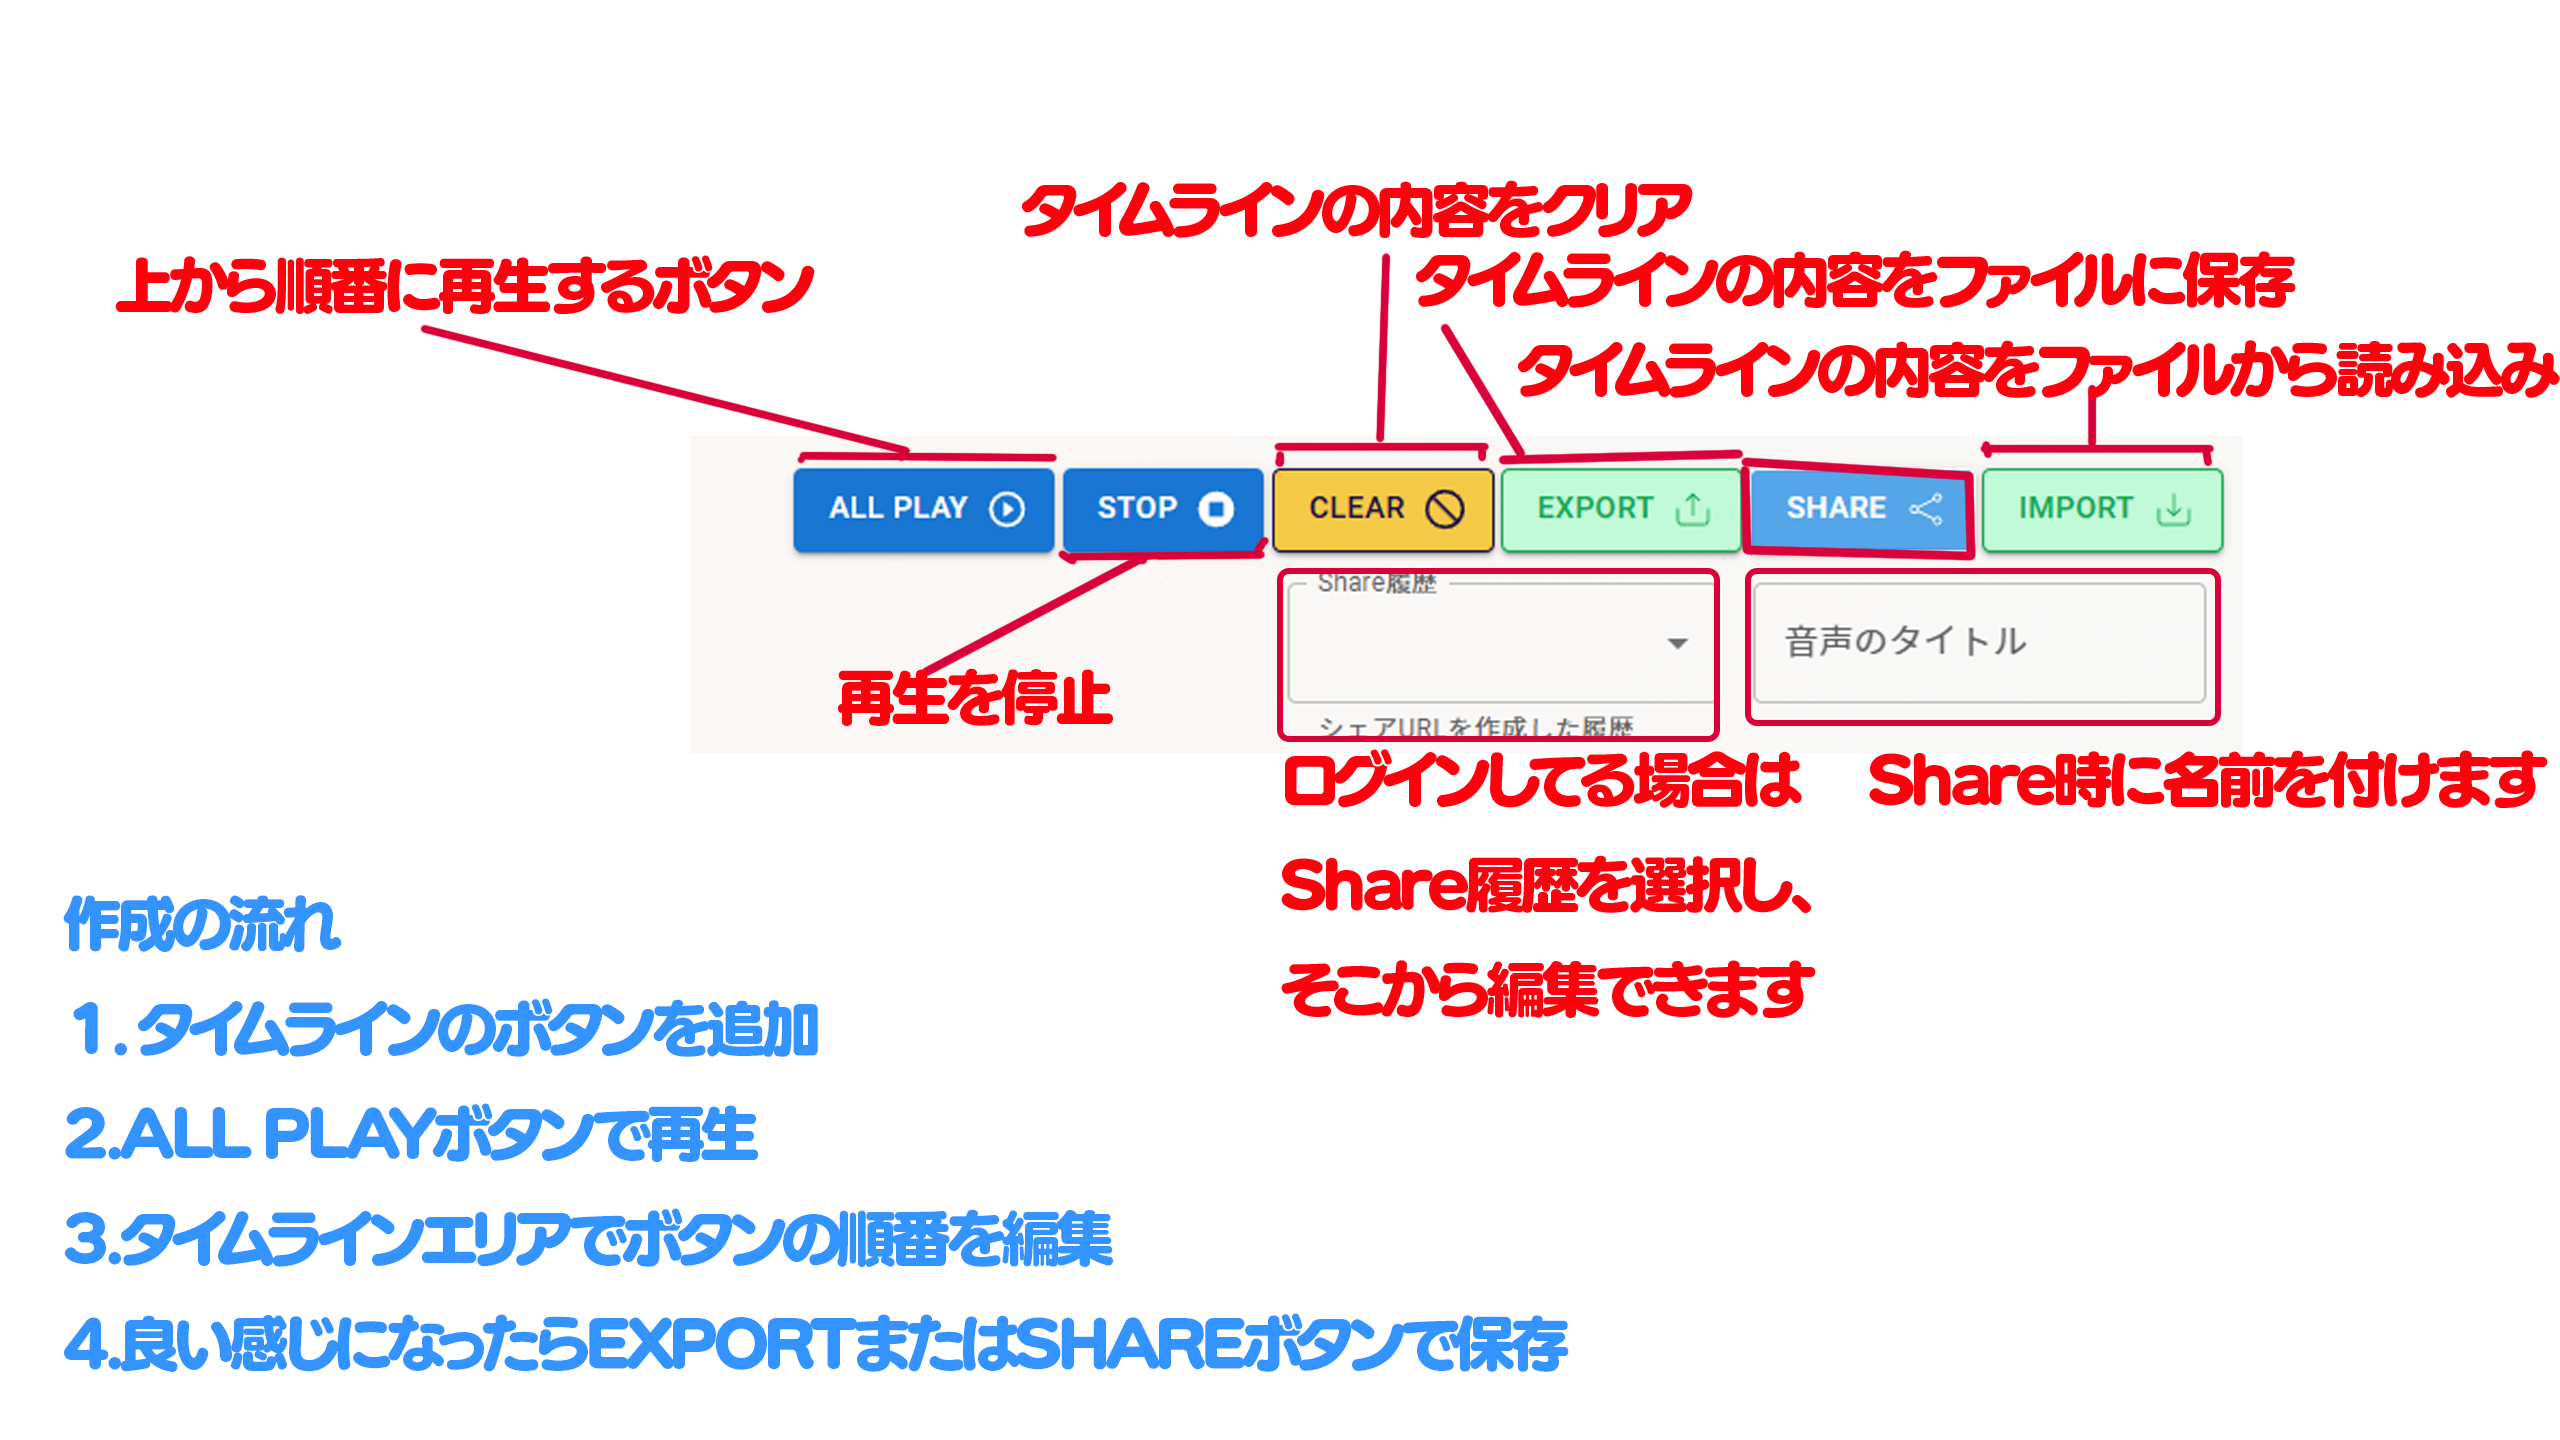 タイムラインの内容をクリア
上から順番に再生するボタン
タイムラインの内容をファイルに保存
タイムラインの内容をファイルから読み込み
ALL PLAY
STOP
CLEAR
EXPORT
SHARE
IMPORT
Share履歴
音声のタイトル
再生を停止
シェアURLを作成した履歴
ログインしてる場合は
Share履歴を選択し、
そこから編集できます
Share時に名前を付けます
作成の流れ
１. タイムラインのボタンを追加
2.ALL PLAYボタンで再生
3.タイムラインエリアでボタンの順番を編集
4.良い感じになったらEXPORTまたはSHAREボタンで保存